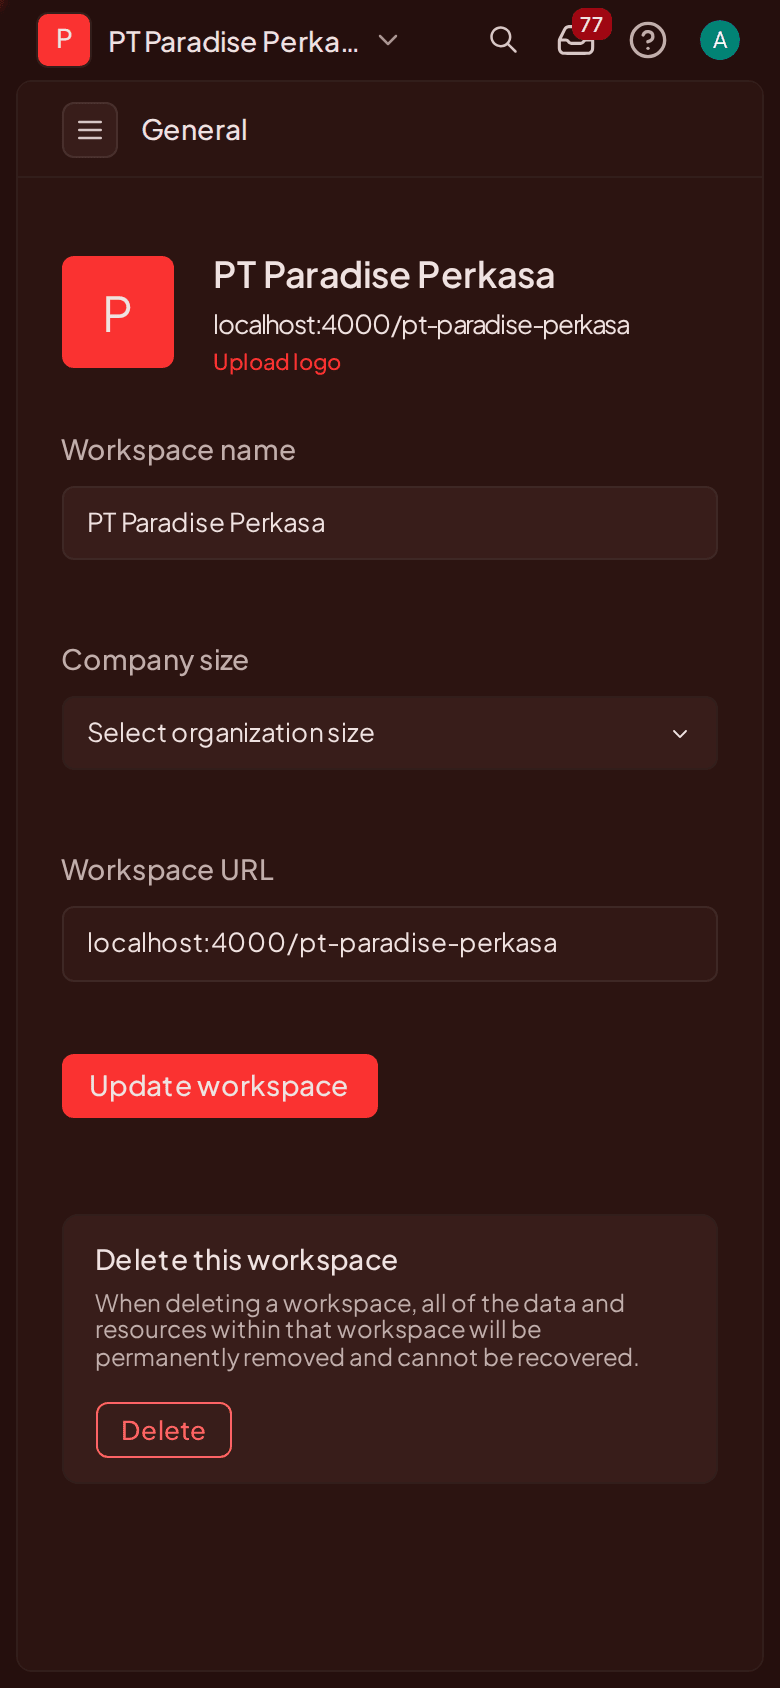 P
PT Paradise Perka...
77
A
General
P
PT Paradise Perkasa
localhost:4000/pt-paradise-perkasa
Upload logo
Workspace name
PT Paradise Perkasa
Company size
Select organization size
Workspace URL
localhost:4000/pt-paradise-perkasa
Update workspace
Delete this workspace
When deleting a workspace, all of the data and
resources within that workspace will be
permanently removed and cannot be recovered.
Delete